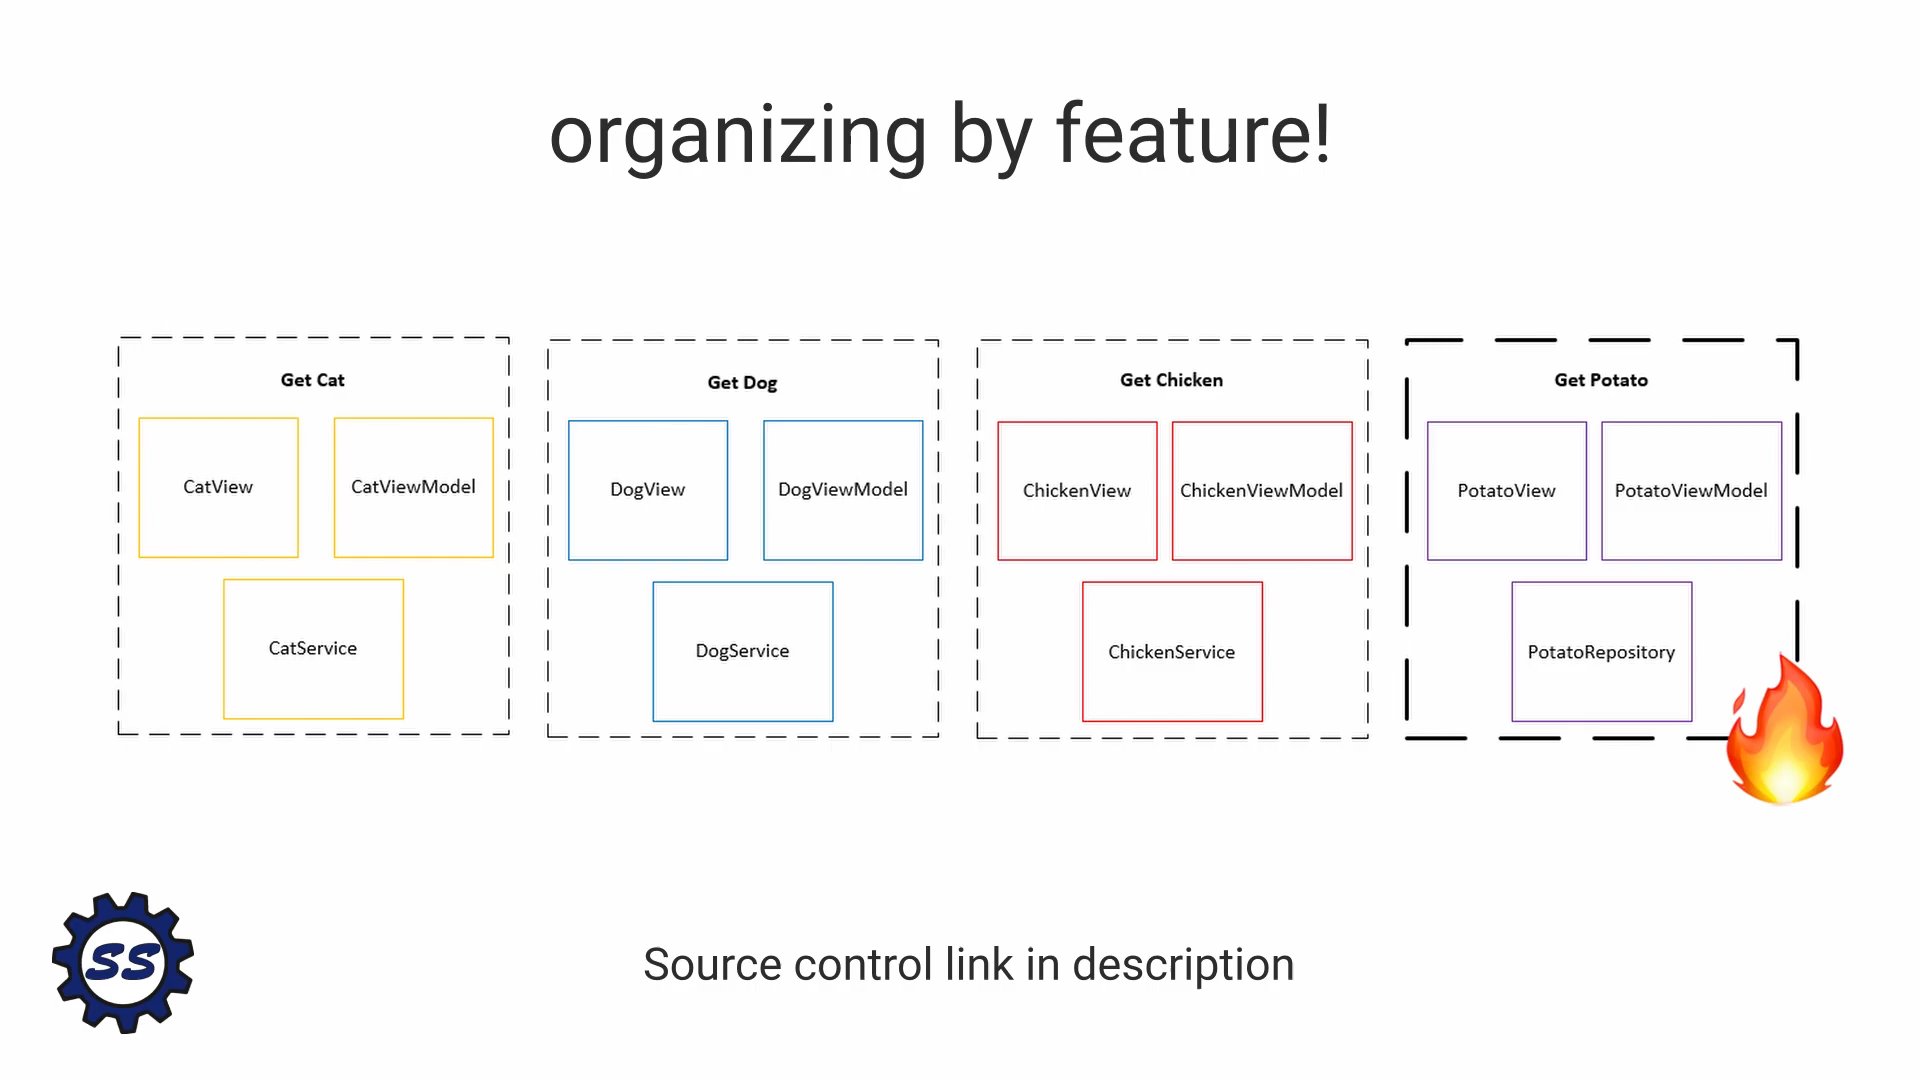 organizing by feature!
Get Cat
CatView
CatViewModel
CatService
Get Dog
DogView
DogViewModel
DogService
Get Chicken
ChickenView
ChickenViewModel
ChickenService
Get Potato
PotatoView
PotatoViewModel
PotatoRepository
SS
Source control link in description